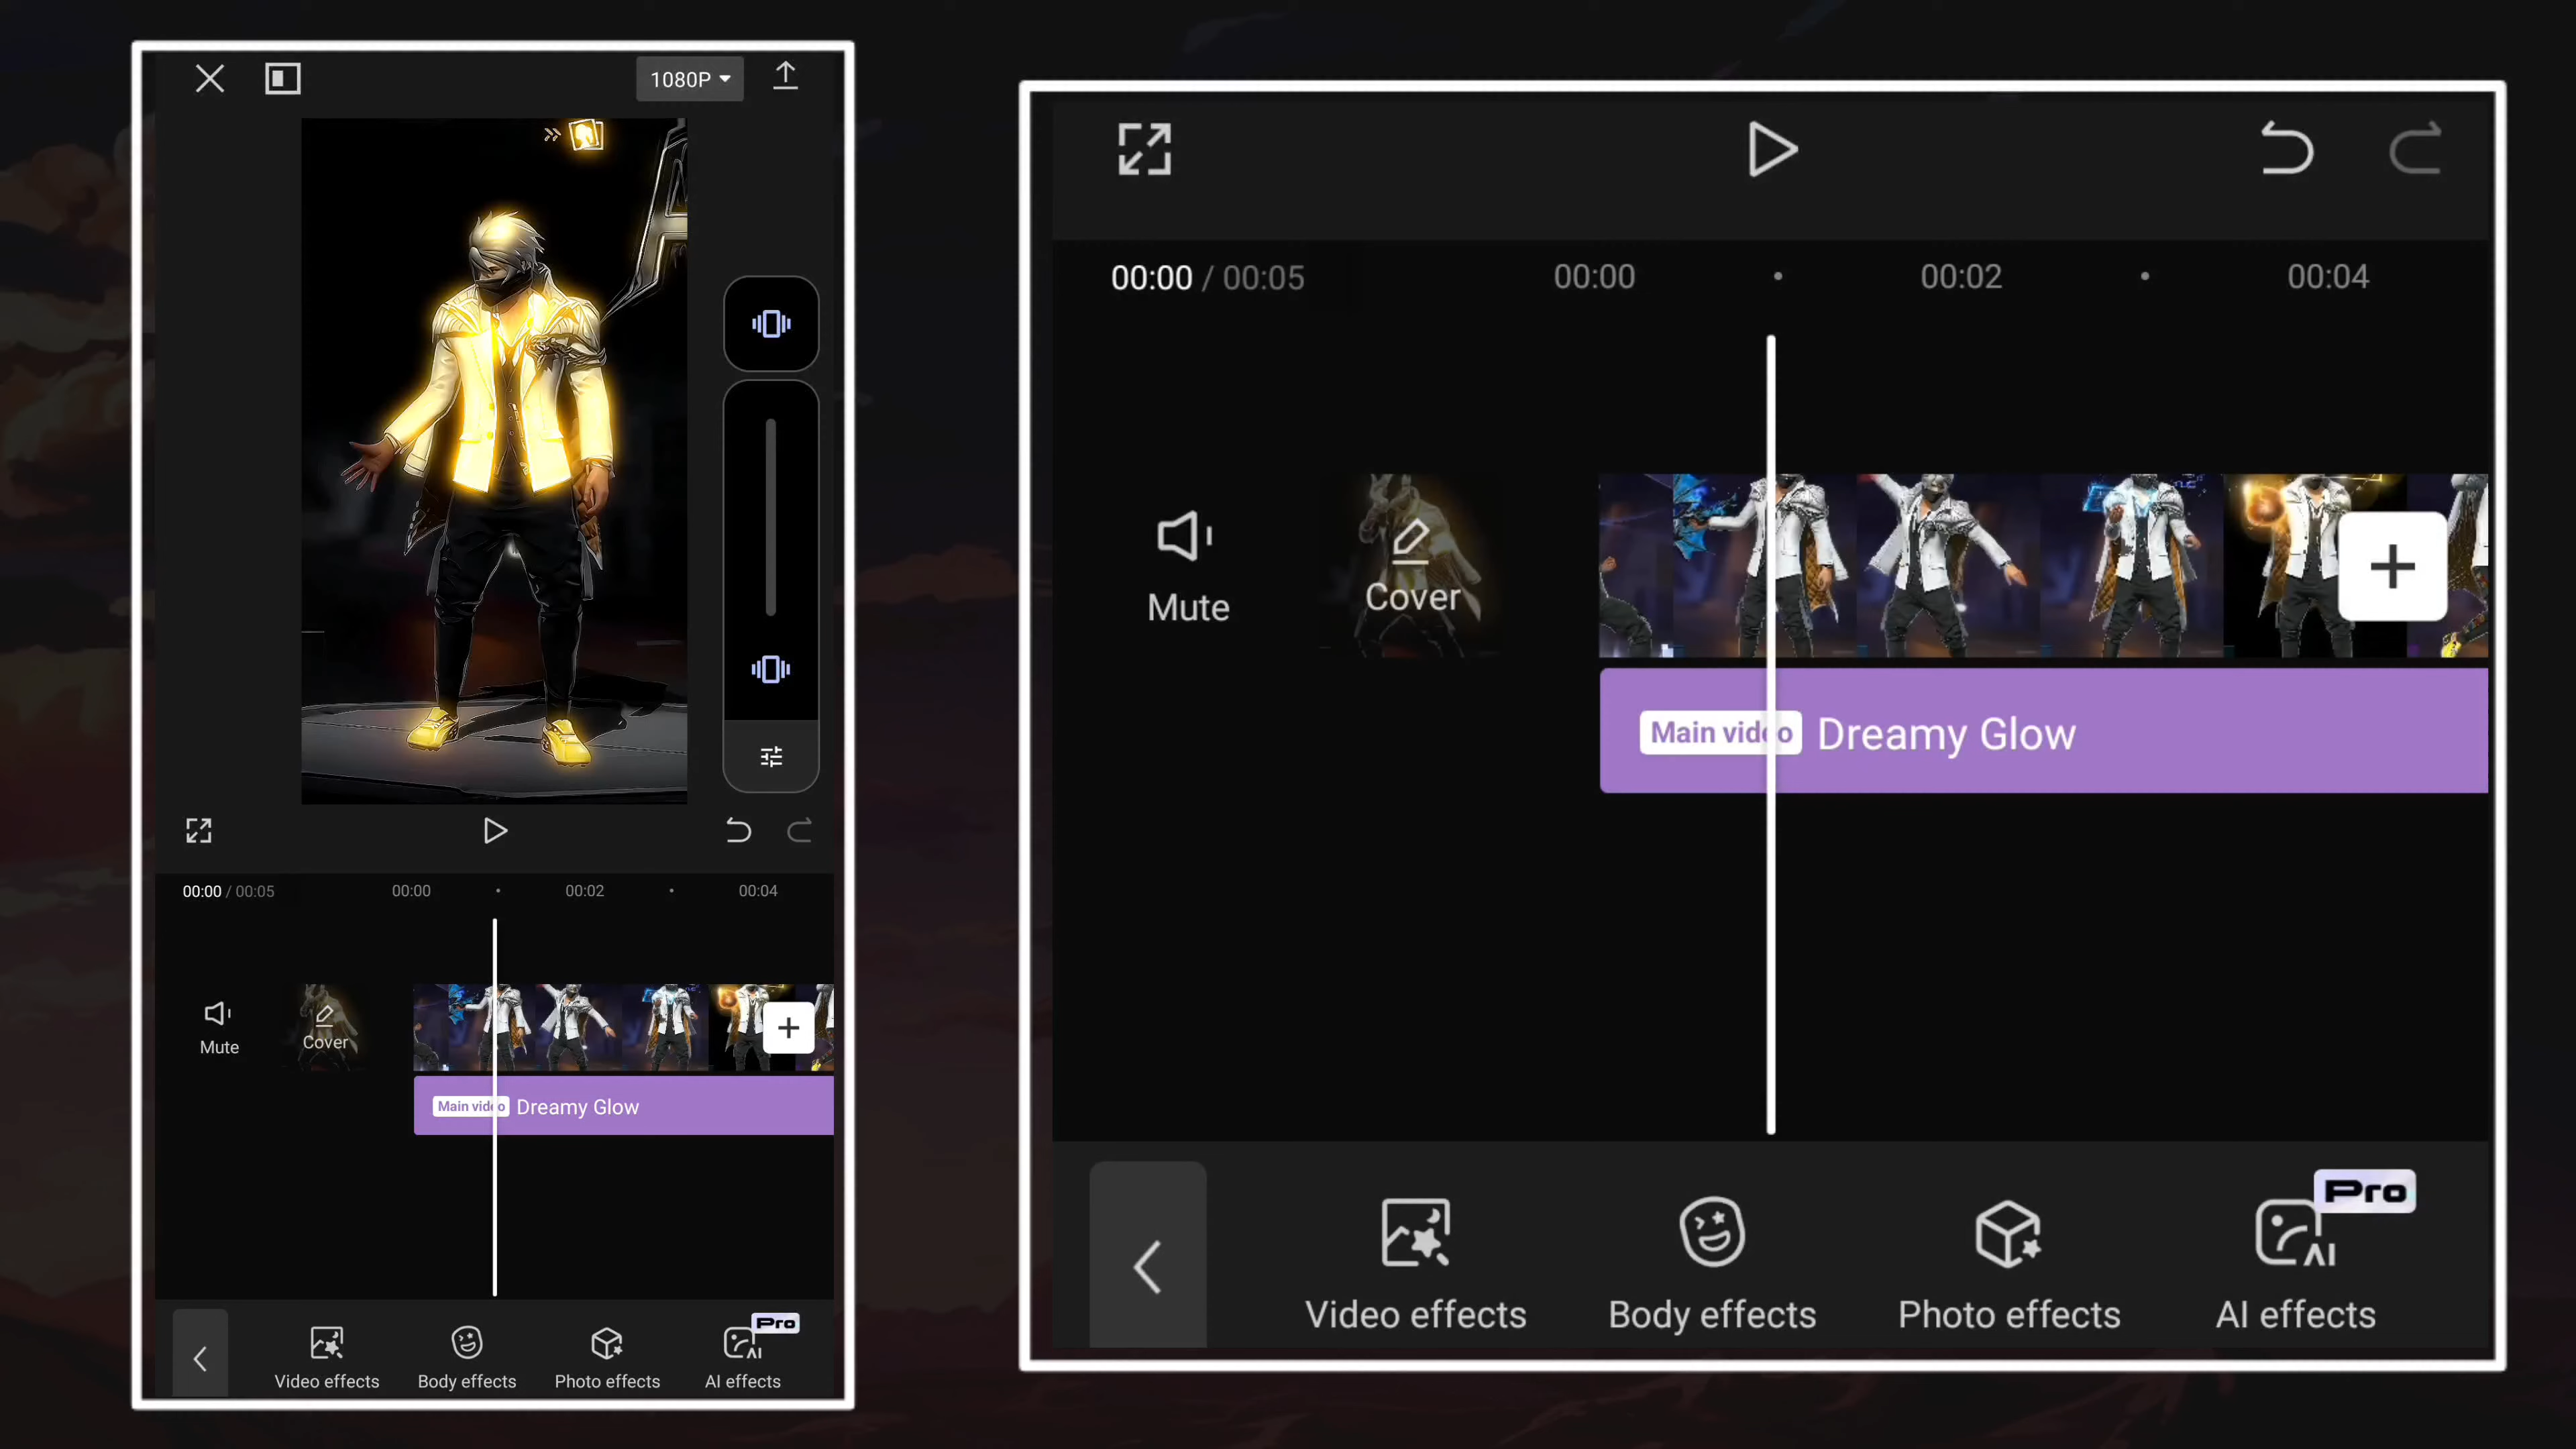 1080P
00:00 / 00:05 00:00 00:02 00:04
Mute
Cover
Main video Dreamy Glow
Pro
AI
Video effects Body effects Photo effects AI effects
00:00 / 00:05 00:00 00:02 00:04
Mute
Cover
Main video Dreamy Glow
Pro
AI
Video effects Body effects Photo effects AI effects